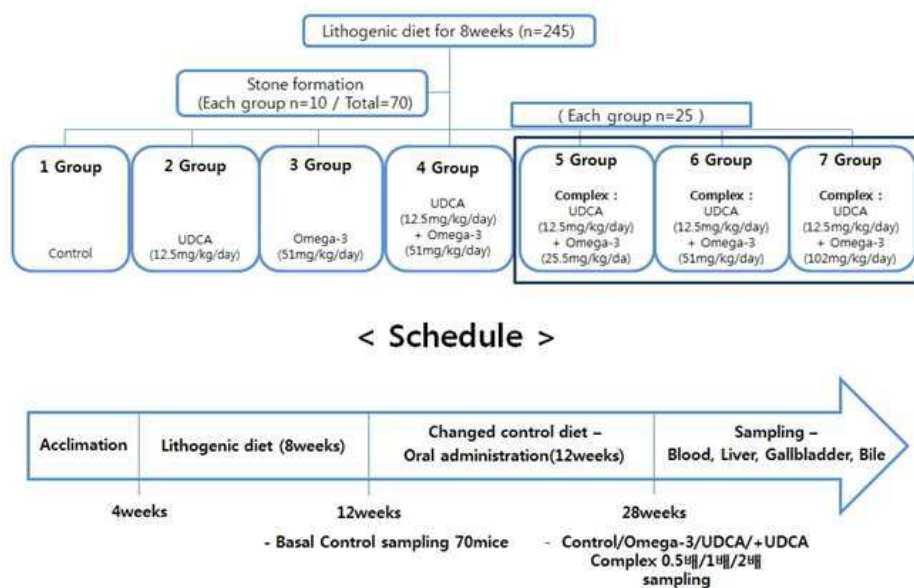 Lithogenic diet for 8weeks (n=245)
Stone formation
(Each group n=10 / Total=70)
( Each group n=25 )
1 Group
Control
2 Group
UDCA
(12.5mg/kg/day)
3 Group
Omega-3
(51mg/kg/day)
4 Group
UDCA
(12.5mg/kg/day)
+ Omega-3
(51mg/kg/day)
5 Group
Complex :
UDCA
(12.5mg/kg/day)
+ Omega-3
(25.5mg/kg/da)
6 Group
Complex :
UDCA
(12.5mg/kg/day)
+ Omega-3
(51mg/kg/day)
7 Group
Complex :
UDCA
(12.5mg/kg/day)
+ Omega-3
(102mg/kg/day)
< Schedule >
Acclimation
Lithogenic diet (8weeks)
Changed control diet –
Oral administration(12weeks)
Sampling –
Blood, Liver, Gallbladder, Bile
4weeks
12weeks
28weeks
- Basal Control sampling 70mice
- Control/Omega-3/UDCA/+UDCA
Complex 0.5배/1배/2배
sampling